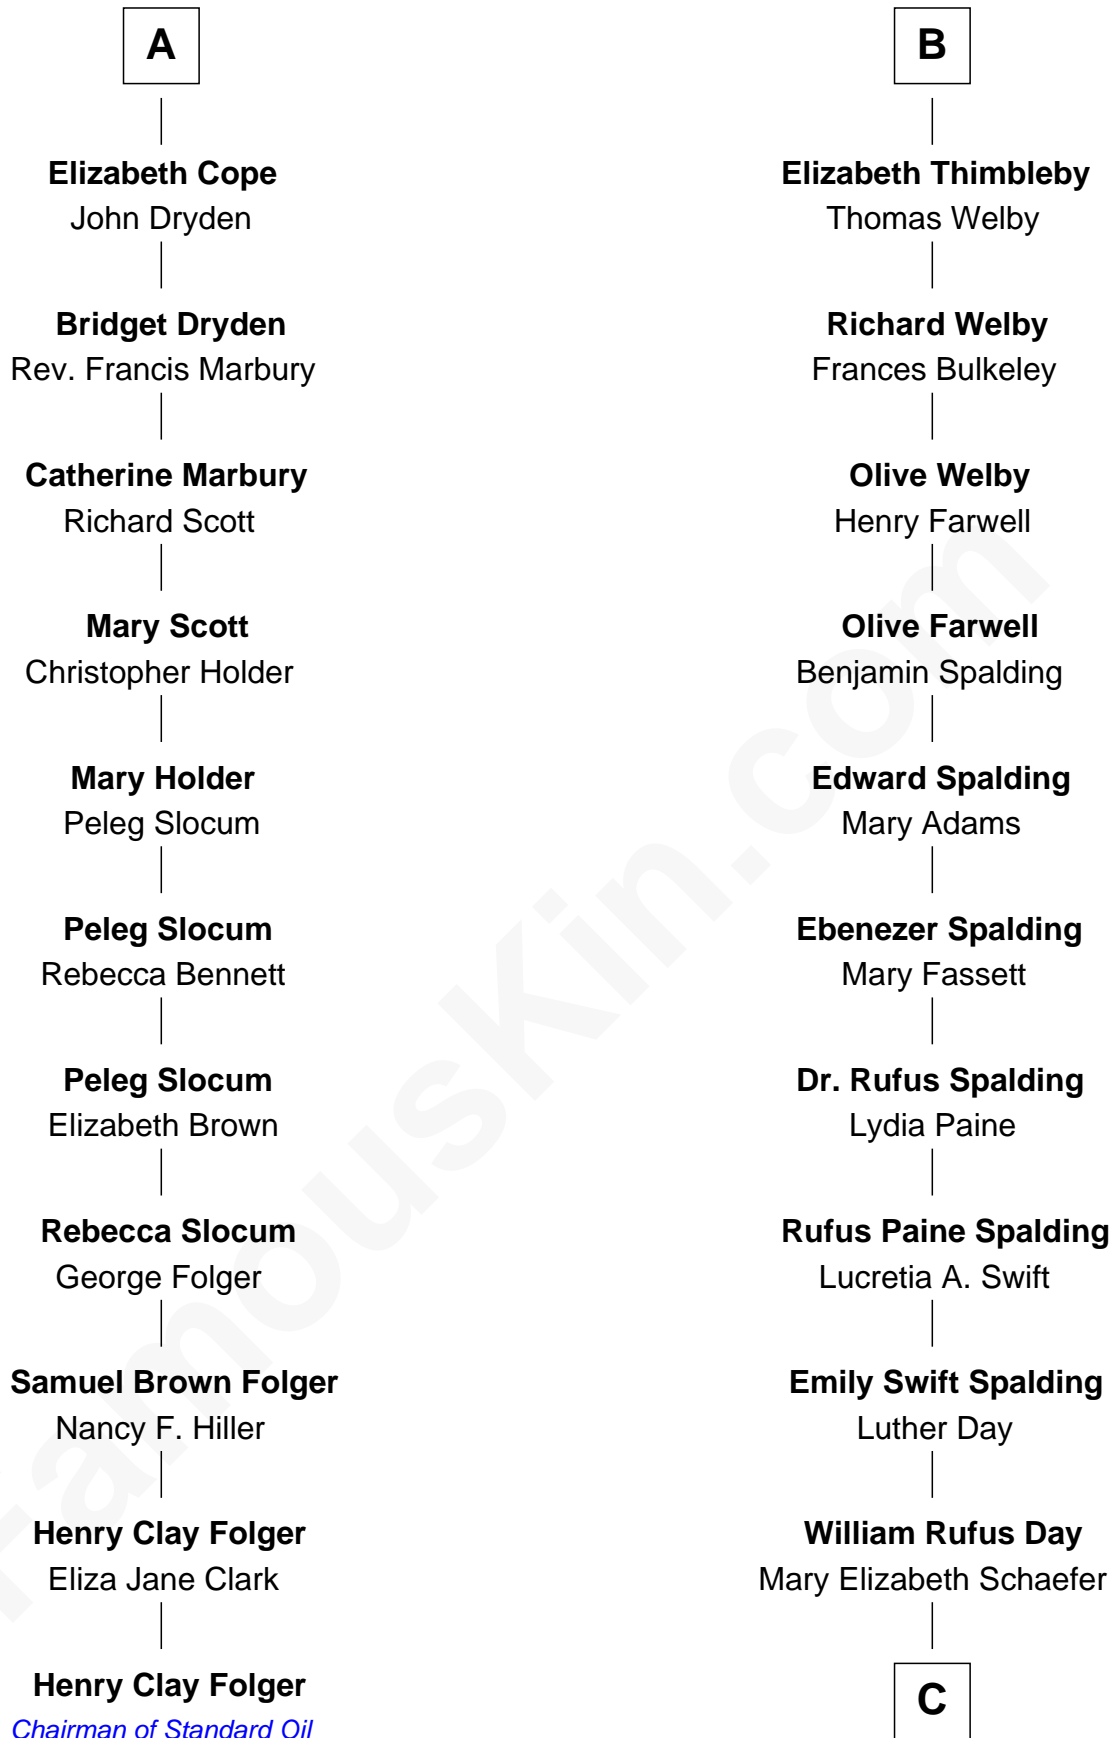 A
Elizabeth Cope
John Dryden
Bridget Dryden
Rev. Francis Marbury
Catherine Marbury
Richard Scott
Mary Scott
Christopher Holder
Mary Holder
Peleg Slocum
Peleg Slocum
Rebecca Bennett
Peleg Slocum
Elizabeth Brown
Rebecca Slocum
George Folger
Samuel Brown Folger
Nancy F. Hiller
Henry Clay Folger
Eliza Jane Clark
Henry Clay Folger
Chairman of Standard Oil
B
Elizabeth Thimbleby
Thomas Welby
Richard Welby
Frances Bulkeley
Olive Welby
Henry Farwell
Olive Farwell
Benjamin Spalding
Edward Spalding
Mary Adams
Ebenezer Spalding
Mary Fassett
Dr. Rufus Spalding
Lydia Paine
Rufus Paine Spalding
Lucretia A. Swift
Emily Swift Spalding
Luther Day
William Rufus Day
Mary Elizabeth Schaefer
C
FamousKin.com